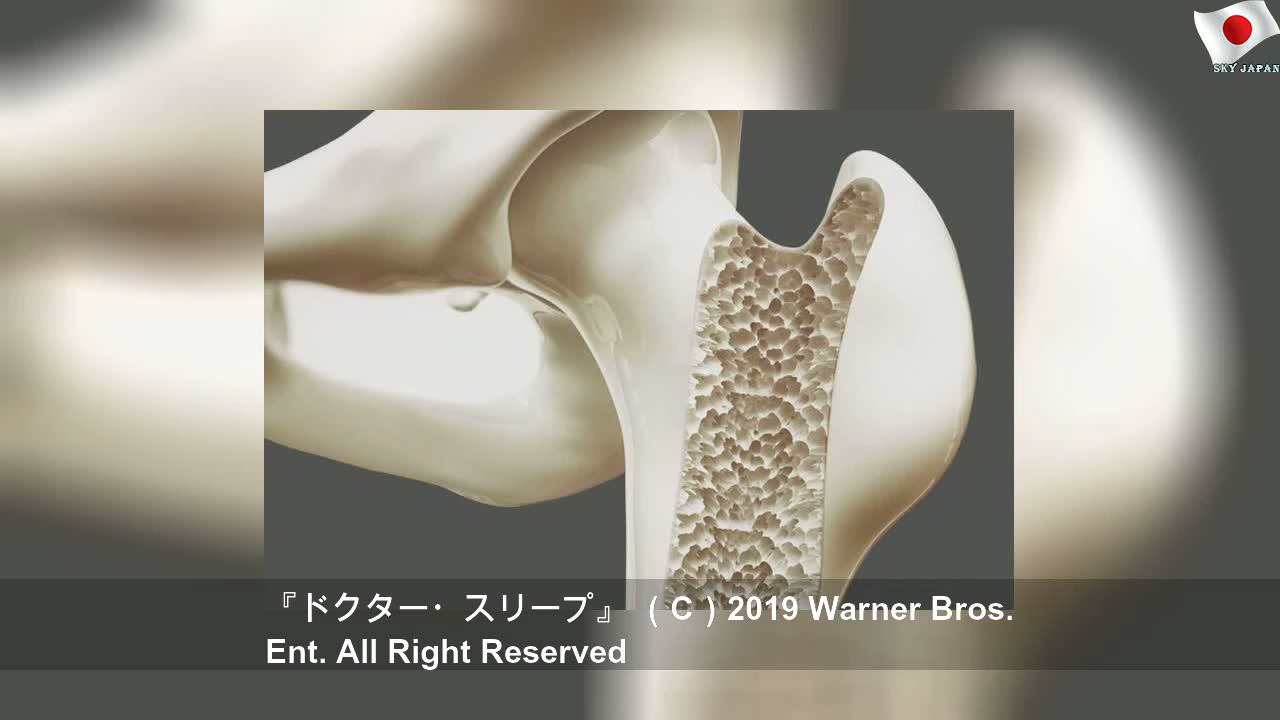 SKY JAPAN
『ドクター・スリープ』（C）2019 Warner Bros.
Ent. All Right Reserved